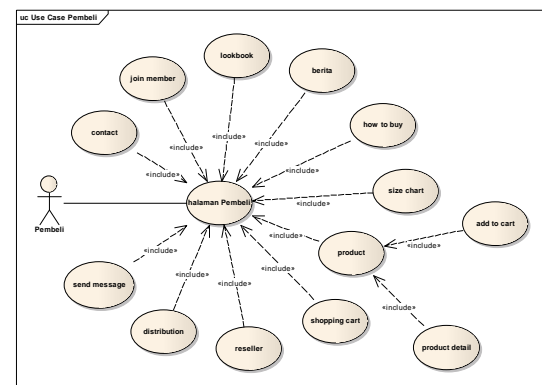 uc Use Case Pembeli
lookbook
berita
join member
how to buy
contact
«include»
«include»
«include»
«include»
«include»
size chart
halaman Pembeli
«include»
add to cart
Pembeli
«include»
«include»
product
«include»
«include»
«include»
«include»
send message
«include»
«include»
shopping cart
distribution
reseller
product detail